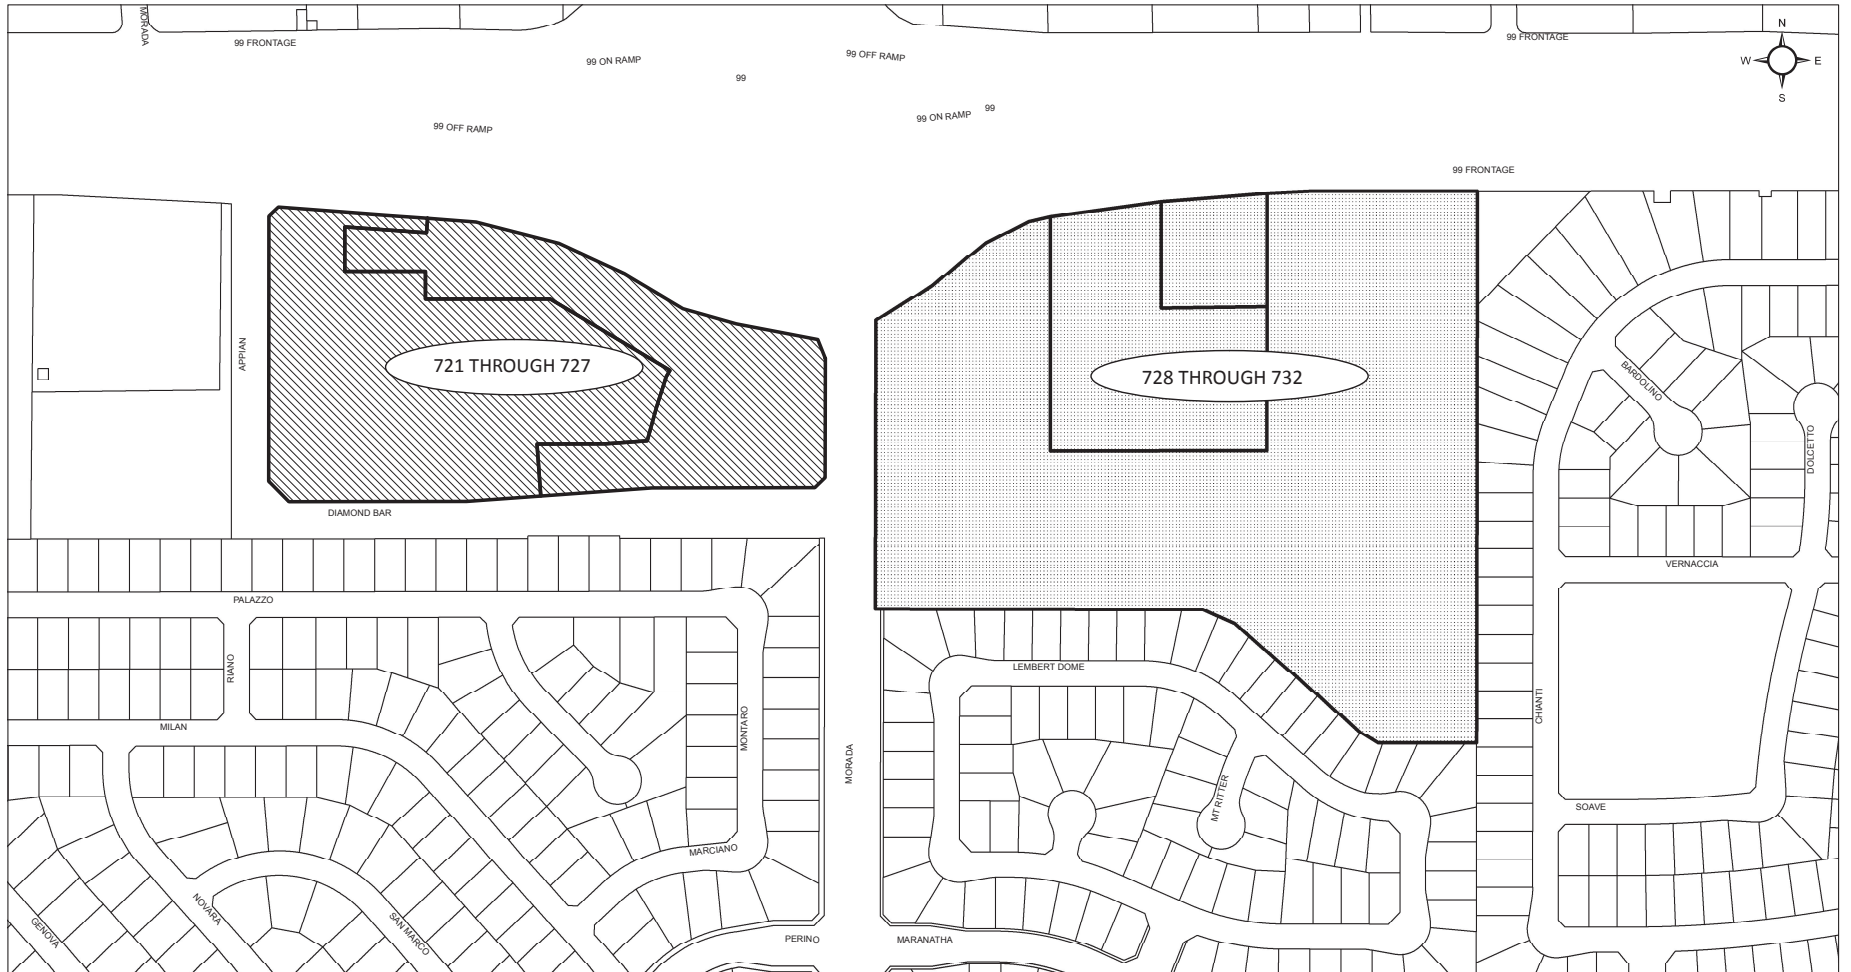 MORADA
99 FRONTAGE
99 ON RAMP
99
99 OFF RAMP
99 FRONTAGE
N
W
E
S
99 OFF RAMP
99 ON RAMP
99
99 FRONTAGE
APPIAN
721 THROUGH 727
728 THROUGH 732
BARDOLINO
DOLCETTO
DIAMOND BAR
VERNACCIA
PALAZZO
RIANO
LEMBERT DOME
MILAN
MONTARO
MORADA
CHIANTI
MT RITTER
SOAVE
MARCIANO
NOVARA
SAN MARCO
GENOVA
PERINO
MARANATHA